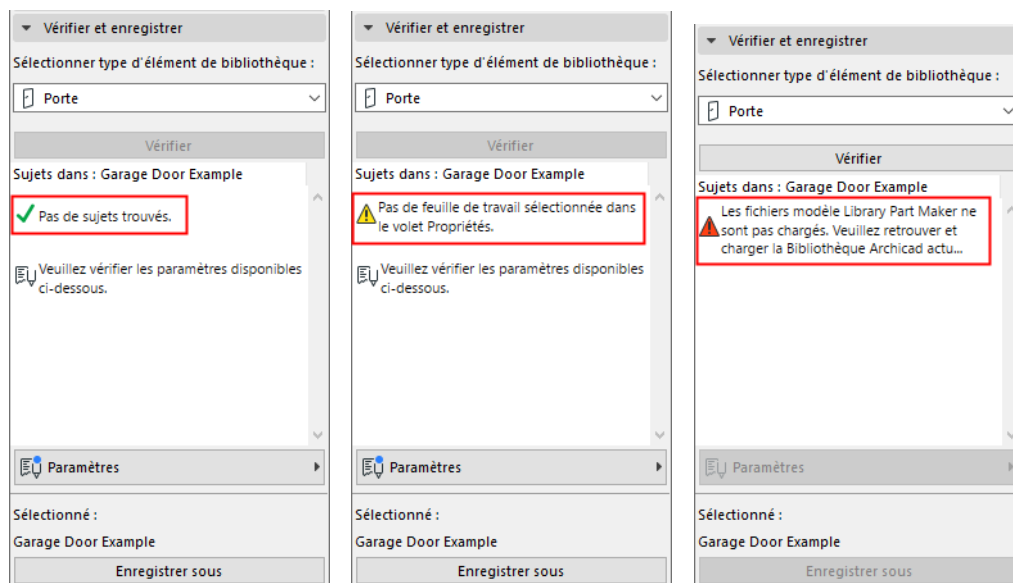 Vérifier et enregistrer
Sélectionner type d'élément de bibliothèque :
Porte
Vérifier
Sujets dans : Garage Door Example
Pas de sujets trouvés.
Veuillez vérifier les paramètres disponibles
ci-dessous.
Paramètres
Sélectionné :
Garage Door Example
Enregistrer sous
Vérifier et enregistrer
Sélectionner type d'élément de bibliothèque :
Porte
Vérifier
Sujets dans : Garage Door Example
Pas de feuille de travail sélectionnée dans
le volet Propriétés.
Veuillez vérifier les paramètres disponibles
ci-dessous.
Paramètres
Sélectionné :
Garage Door Example
Enregistrer sous
Vérifier et enregistrer
Sélectionner type d'élément de bibliothèque :
Porte
Vérifier
Sujets dans : Garage Door Example
Les fichiers modèle Library Part Maker ne
sont pas chargés. Veuillez retrouver et
charger la Bibliothèque Archicad actu...
Paramètres
Sélectionné :
Garage Door Example
Enregistrer sous